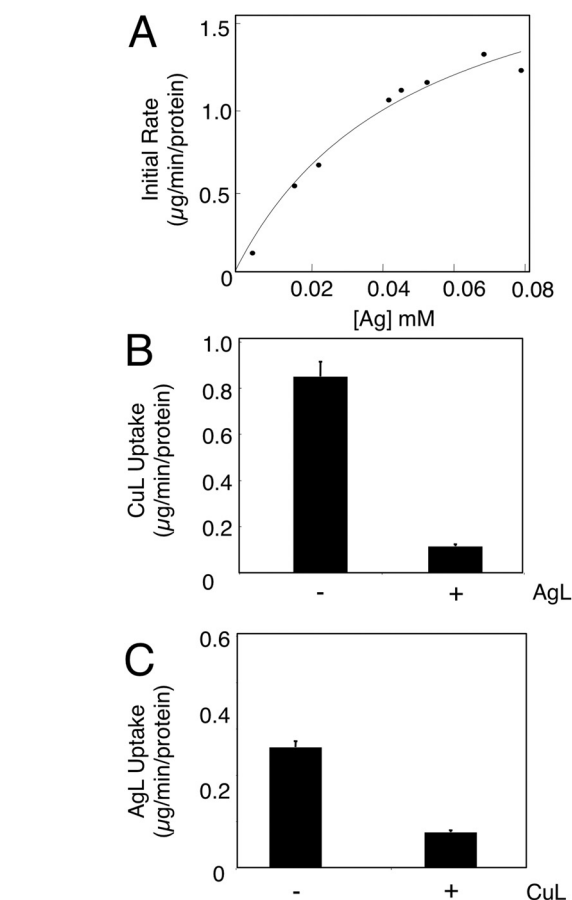 A
1.5
1.0
0.5
0
Initial Rate
(µg/min/protein)
0.02 0.04 0.06 0.08
[Ag] mM
B
1.0
0.8
0.6
0.4
0.2
0
CuL Uptake
(µg/min/protein)
- + AgL
C
0.6
0.4
0.2
0
AgL Uptake
(µg/min/protein)
- + CuL